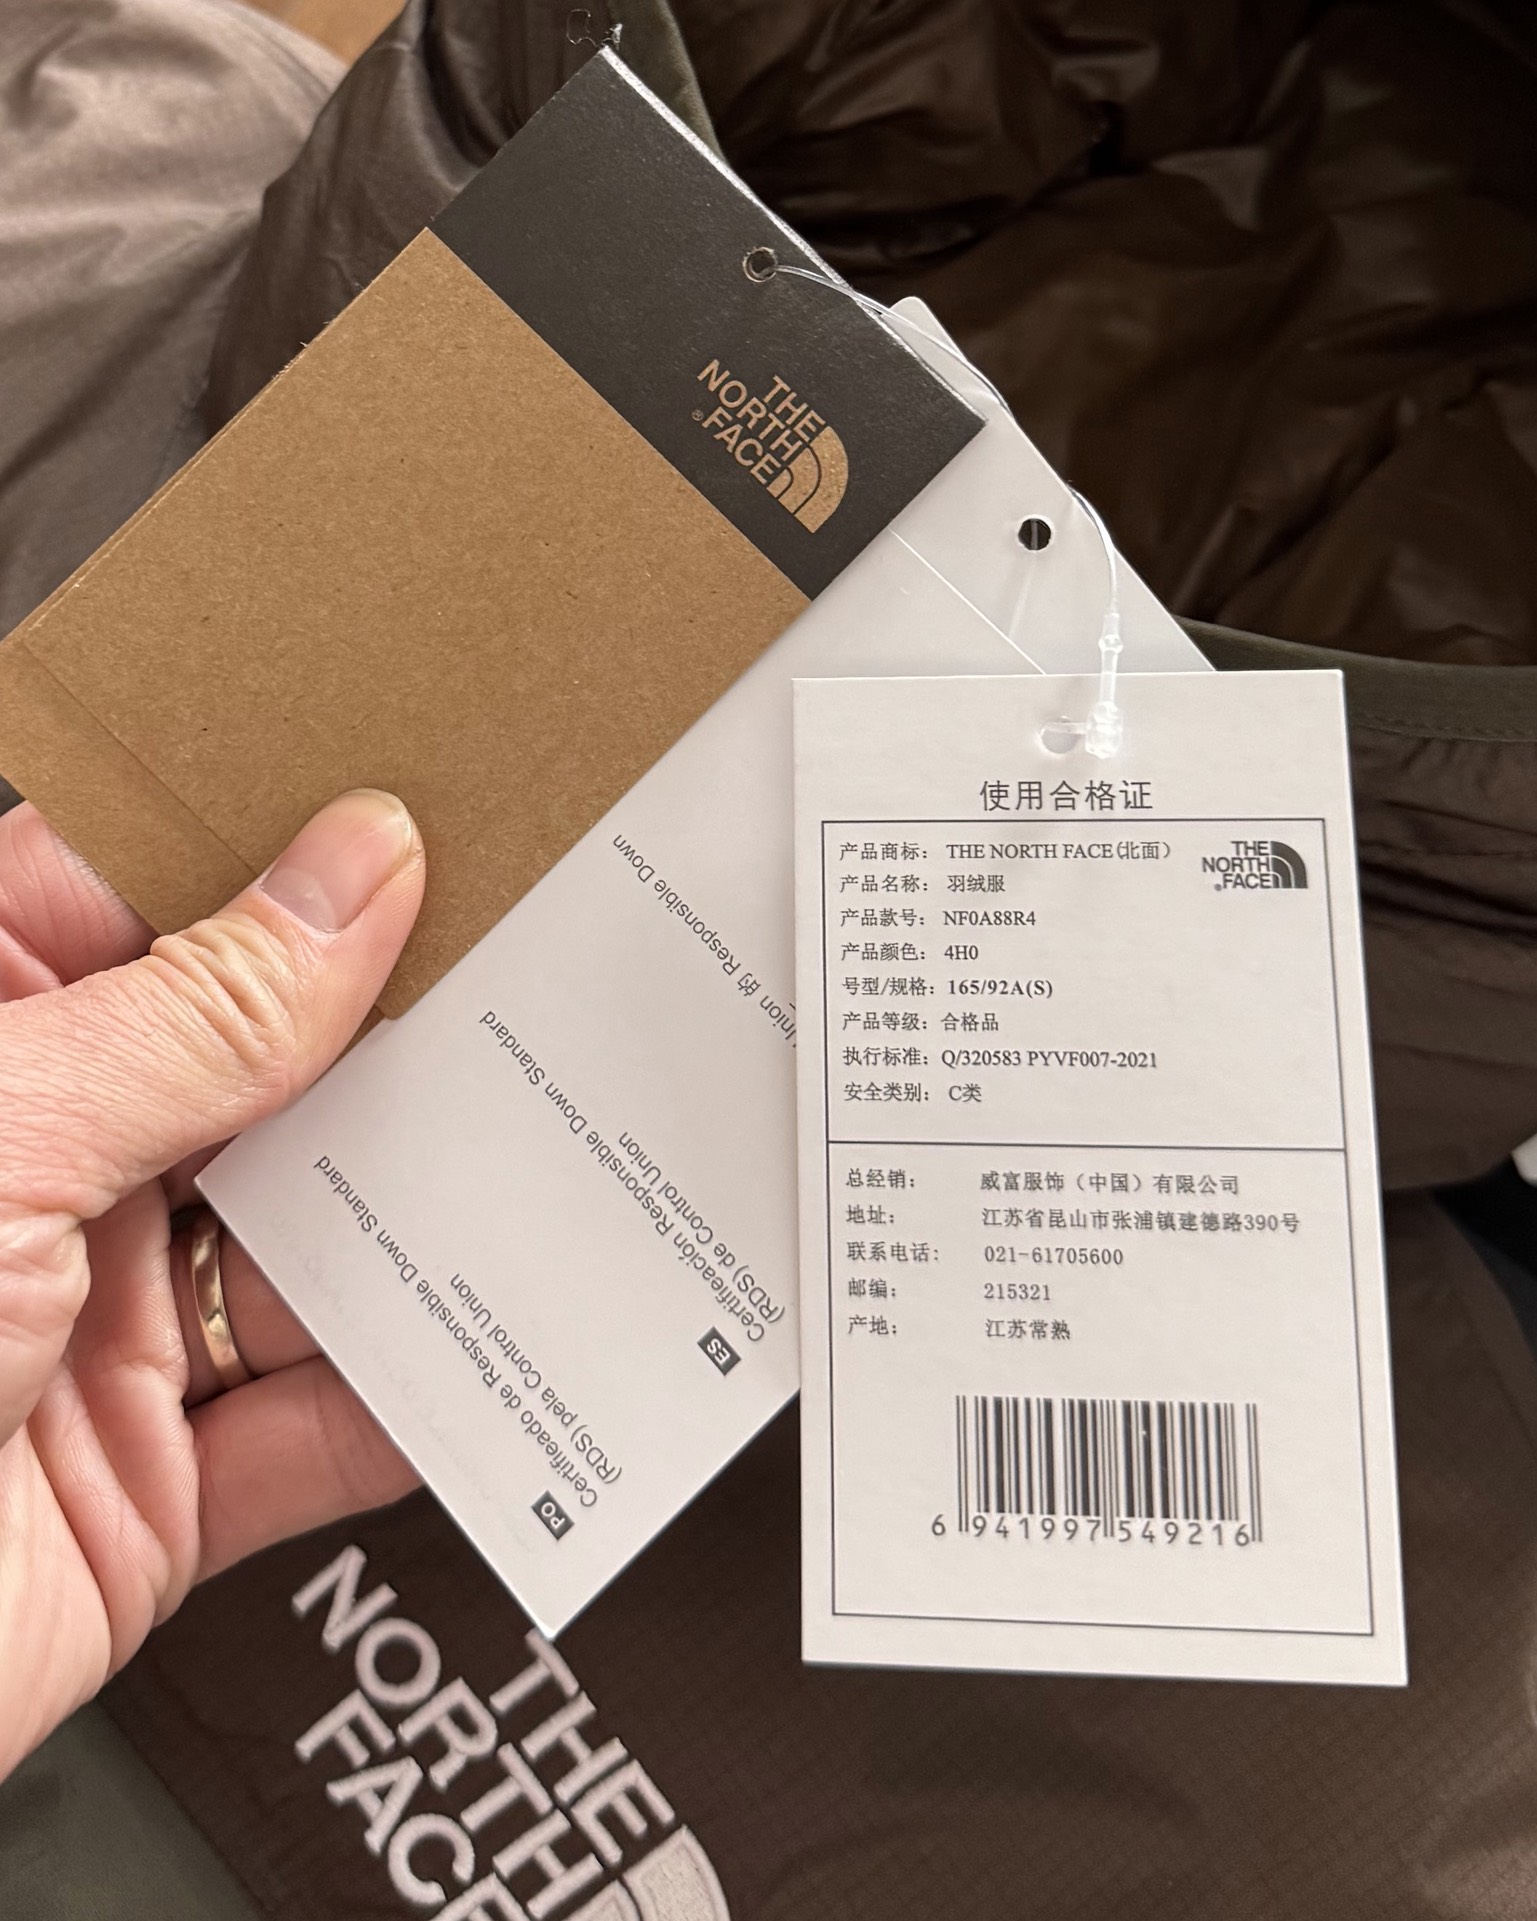 THE
NORTH
FACE®
使用合格证
产品商标： THE NORTH FACE（北面）
THE
NORTH
FACE
产品名称： 羽绒服
产品款号： NF0A88R4
产品颜色： 4H0
号型/规格： 165/92A(S)
产品等级： 合格品
执行标准： Q/320583 PYVF007-2021
安全类别： C类
总经销： 威富服饰（中国）有限公司
地址： 江苏省昆山市张浦镇建德路390号
联系电话： 021-61705600
邮编： 215321
产地： 江苏常熟
6 941997 549216
Union 的 Responsible Down
ES
Certificación Responsible Down Standard
(RDS) de Control Union
PO
Certificado de Responsible Down Standard
(RDS) pela Control Union
THE
NORTH
FACE